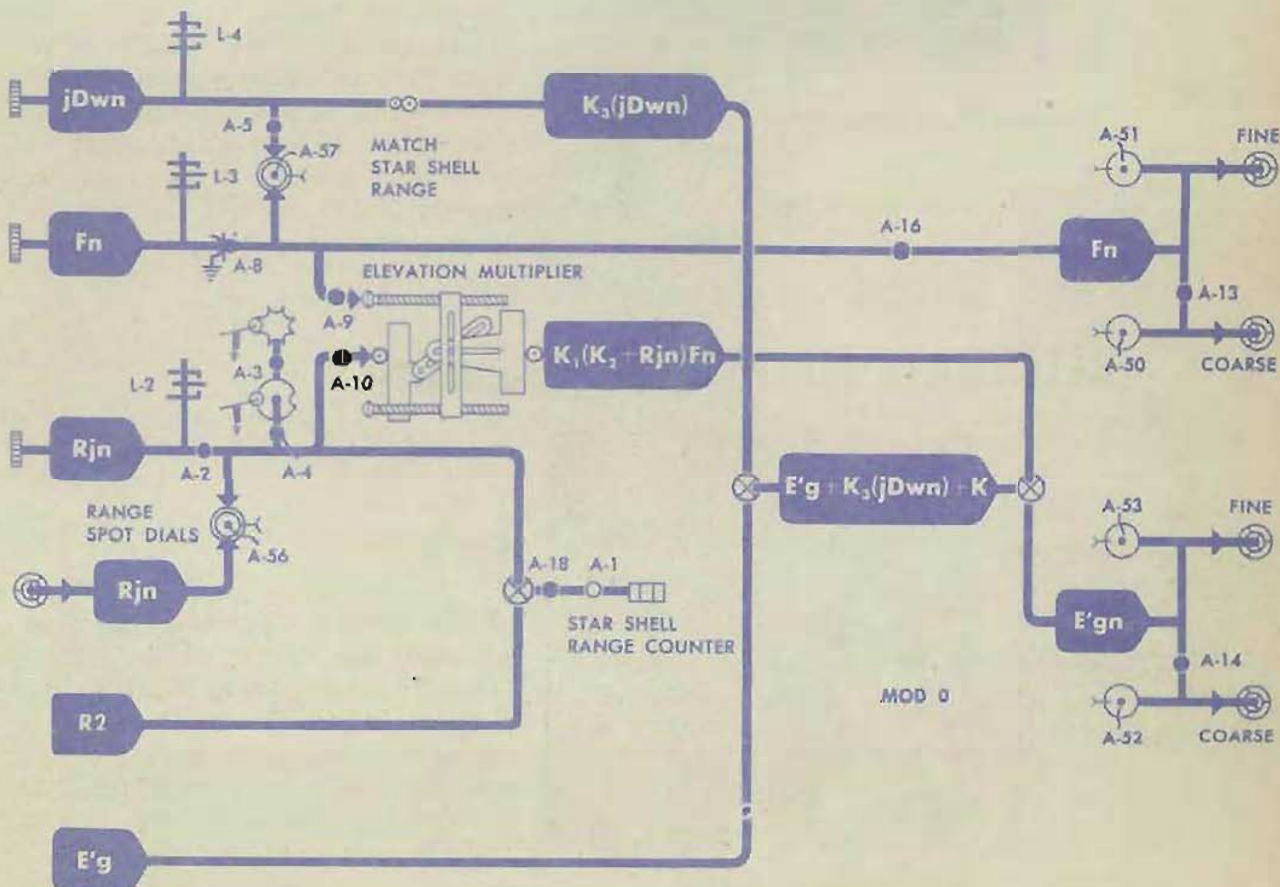 L-4
jDwn
K₃(jDwn)
A-5
A-57
MATCH
STAR SHELL
RANGE
L-3
Fn
A-8
A-16
Fn
A-51
FINE
A-13
A-50
COARSE
ELEVATION MULTIPLIER
A-9
A-10
K₁(K₂+Rjn)Fn
A-3
L-2
Rjn
A-2
A-4
RANGE
SPOT DIALS
A-56
Rjn
E'g+K₃(jDwn)+K
A-18
A-1
STAR SHELL
RANGE COUNTER
A-53
FINE
E'gn
A-14
A-52
COARSE
R2
MOD 0
E'g